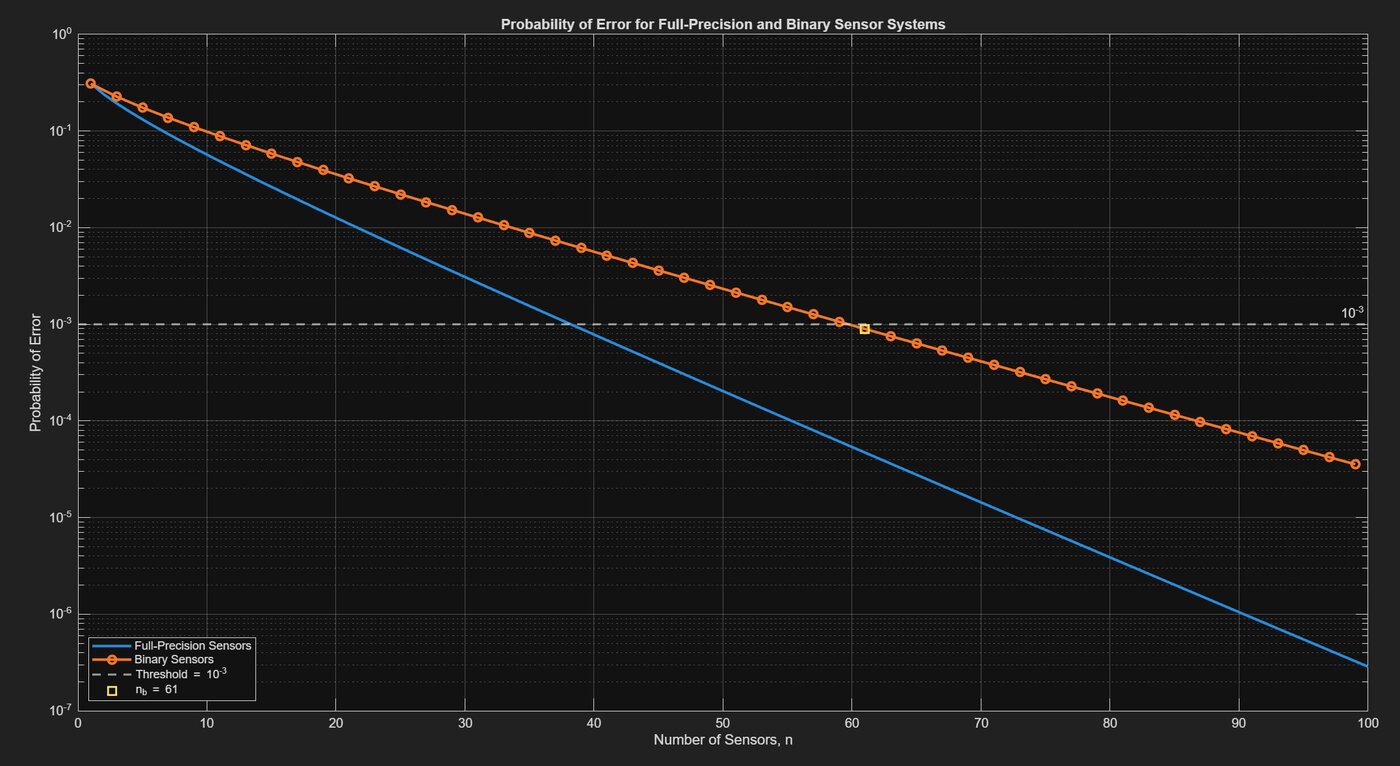 Probability of Error for Full-Precision and Binary Sensor Systems
10^0
10^-1
10^-2
10^-3
10^-4
10^-5
10^-6
10^-7
Probability of Error
10^-3
Full-Precision Sensors
Binary Sensors
Threshold = 10^-3
n_b = 61
0 10 20 30 40 50 60 70 80 90 100
Number of Sensors, n